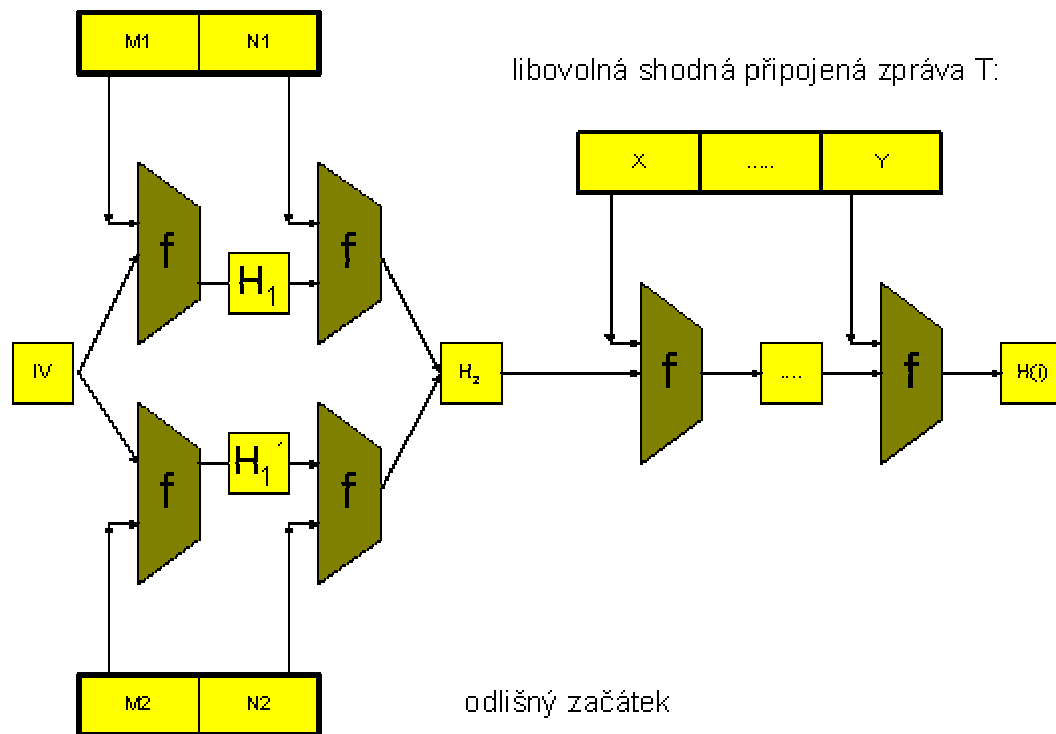 M1 N1
libovolná shodná připojená zpráva T:
X ..... Y
f f
H₁
f f
IV H₂ .... H(i)
H₁´
f f
M2 N2
odlišný začátek